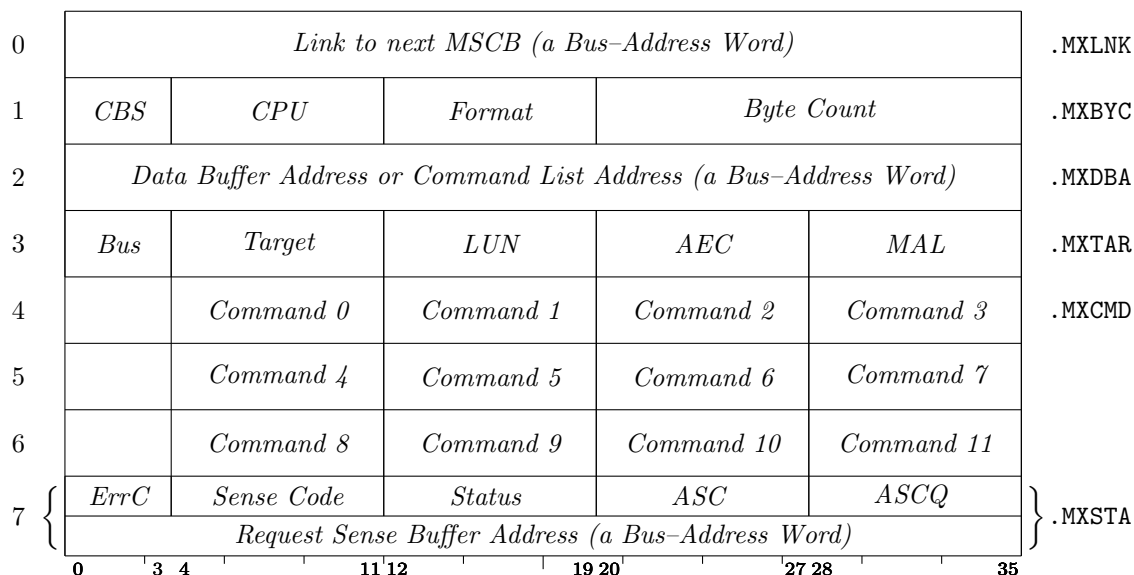 0 Link to next MSCB (a Bus–Address Word) .MXLNK
1 CBS CPU Format Byte Count .MXBYC
2 Data Buffer Address or Command List Address (a Bus–Address Word) .MXDBA
3 Bus Target LUN AEC MAL .MXTAR
4 Command 0 Command 1 Command 2 Command 3 .MXCMD
5 Command 4 Command 5 Command 6 Command 7
6 Command 8 Command 9 Command 10 Command 11
ErrC Sense Code Status ASC ASCQ
7 .MXSTA
Request Sense Buffer Address (a Bus–Address Word)
0 3 4 11 12 19 20 27 28 35